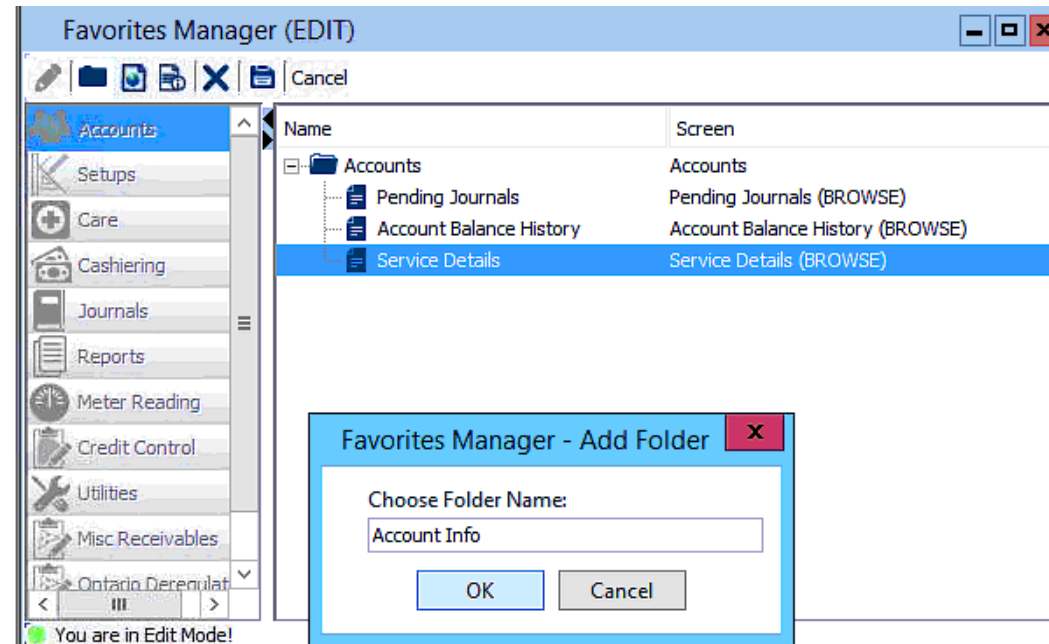 Favorites Manager (EDIT)
Cancel
Accounts
Setups
Care
Cashiering
Journals
Reports
Meter Reading
Credit Control
Utilities
Misc Receivables
Ontario Deregulat
Name Screen
Accounts Accounts
Pending Journals Pending Journals (BROWSE)
Account Balance History Account Balance History (BROWSE)
Service Details Service Details (BROWSE)
Favorites Manager - Add Folder
Choose Folder Name:
Account Info
OK Cancel
You are in Edit Mode!